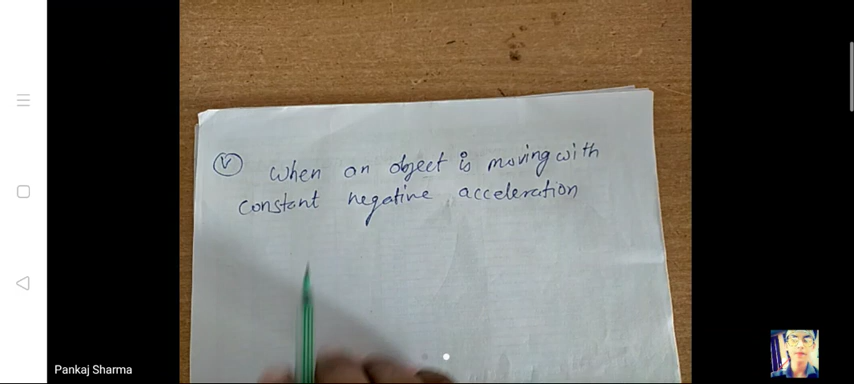 (V) When an object is moving with
constant negative acceleration
Pankaj Sharma